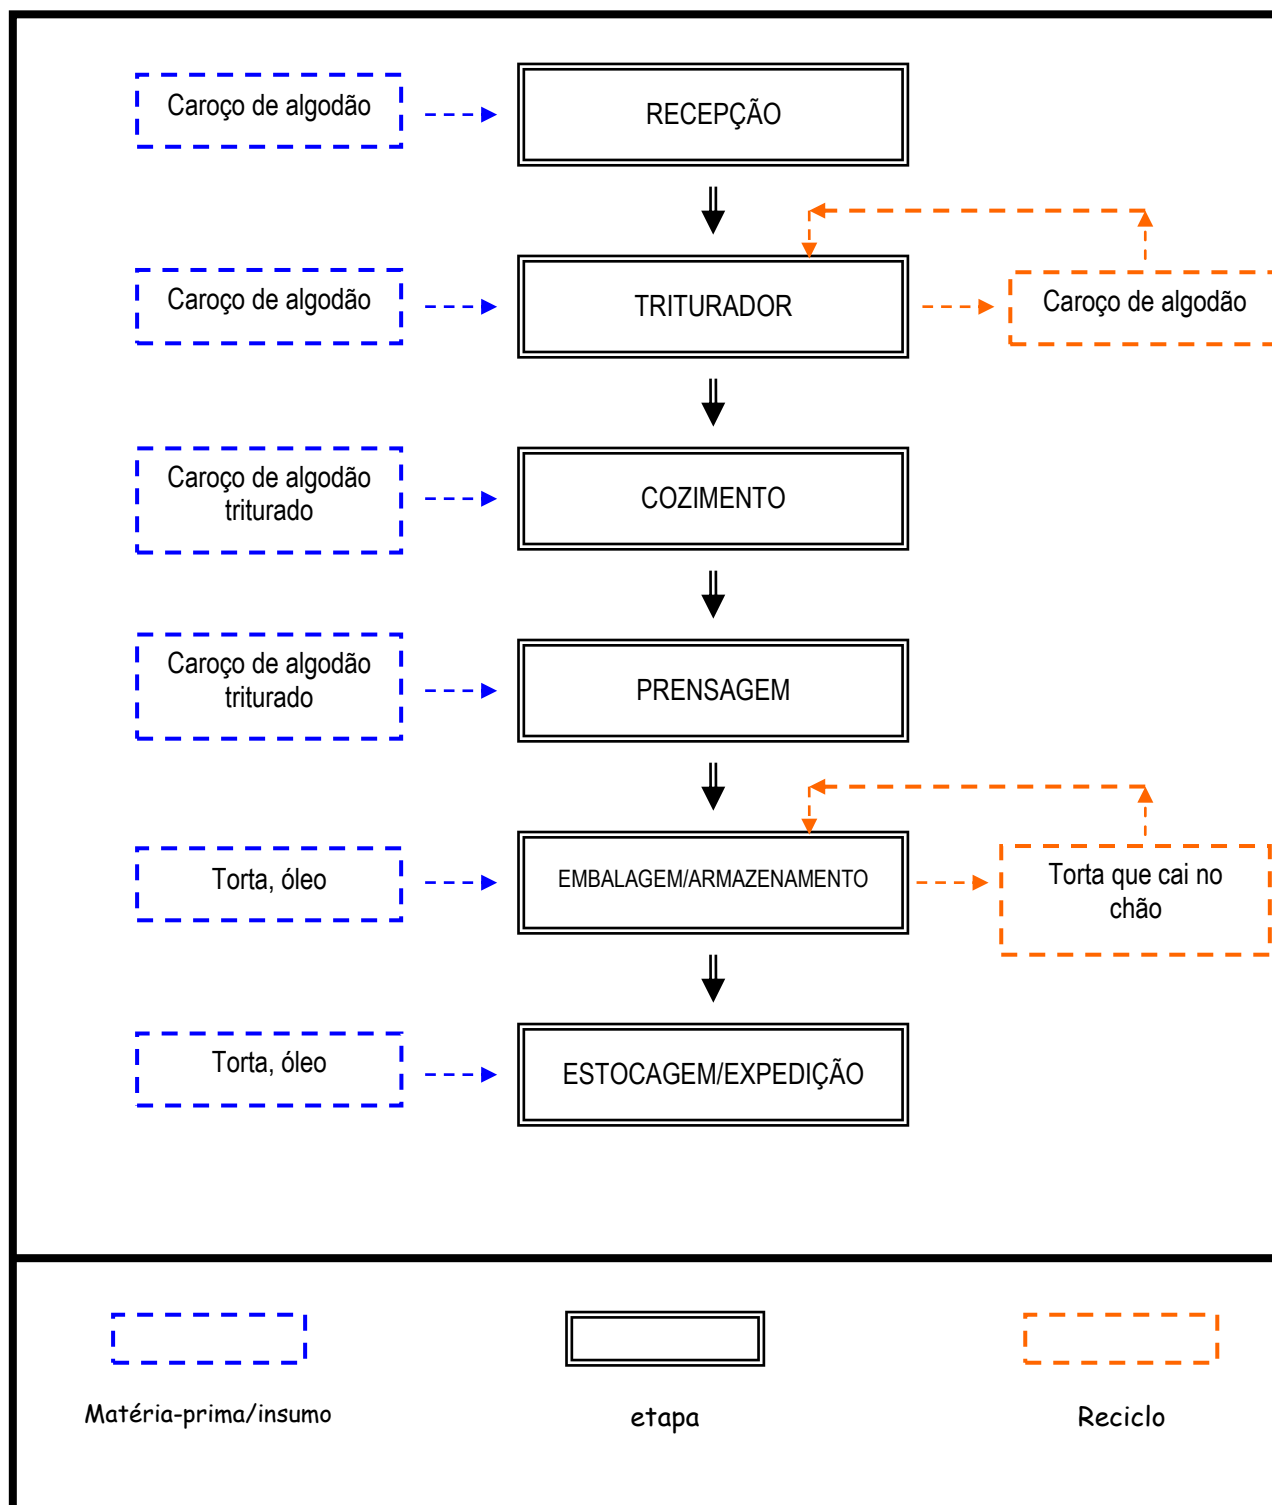 Caroço de algodão
RECEPÇÃO
Caroço de algodão
TRITURADOR
Caroço de algodão
Caroço de algodão
triturado
COZIMENTO
Caroço de algodão
triturado
PRENSAGEM
Torta, óleo
EMBALAGEM/ARMAZENAMENTO
Torta que cai no
chão
Torta, óleo
ESTOCAGEM/EXPEDIÇÃO
Matéria-prima/insumo
etapa
Reciclo